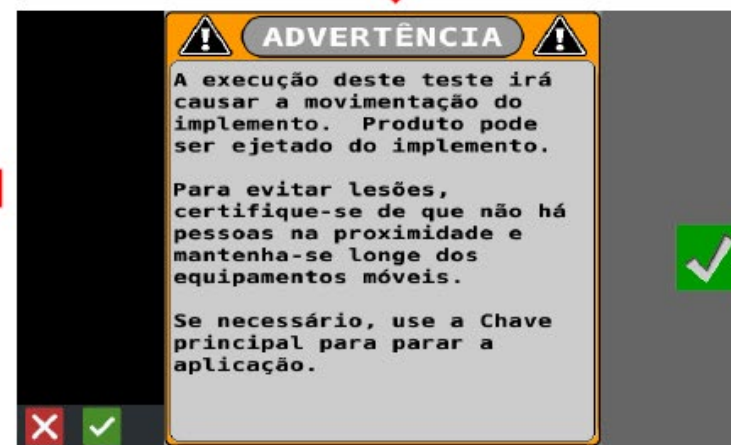 ADVERTÊNCIA
A execução deste teste irá
causar a movimentação do
implemento.  Produto pode
ser ejetado do implemento.
Para evitar lesões,
certifique-se de que não há
pessoas na proximidade e
mantenha-se longe dos
equipamentos móveis.
Se necessário, use a Chave
principal para parar a
aplicação.